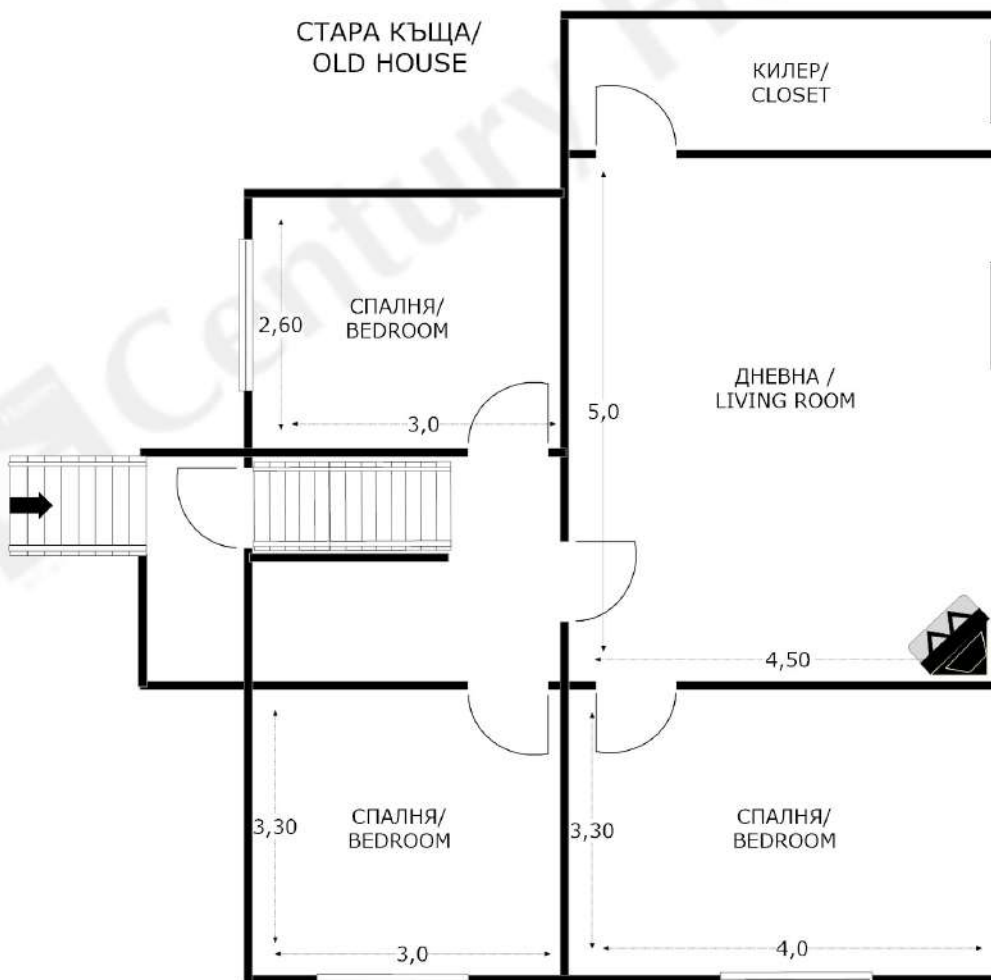 СТАРА КЪЩА/
OLD HOUSE
КИЛЕР/
CLOSET
СПАЛНЯ/
BEDROOM
2,60
3,0
ДНЕВНА /
LIVING ROOM
5,0
4,50
СПАЛНЯ/
BEDROOM
3,30
3,0
СПАЛНЯ/
BEDROOM
3,30
4,0
Century